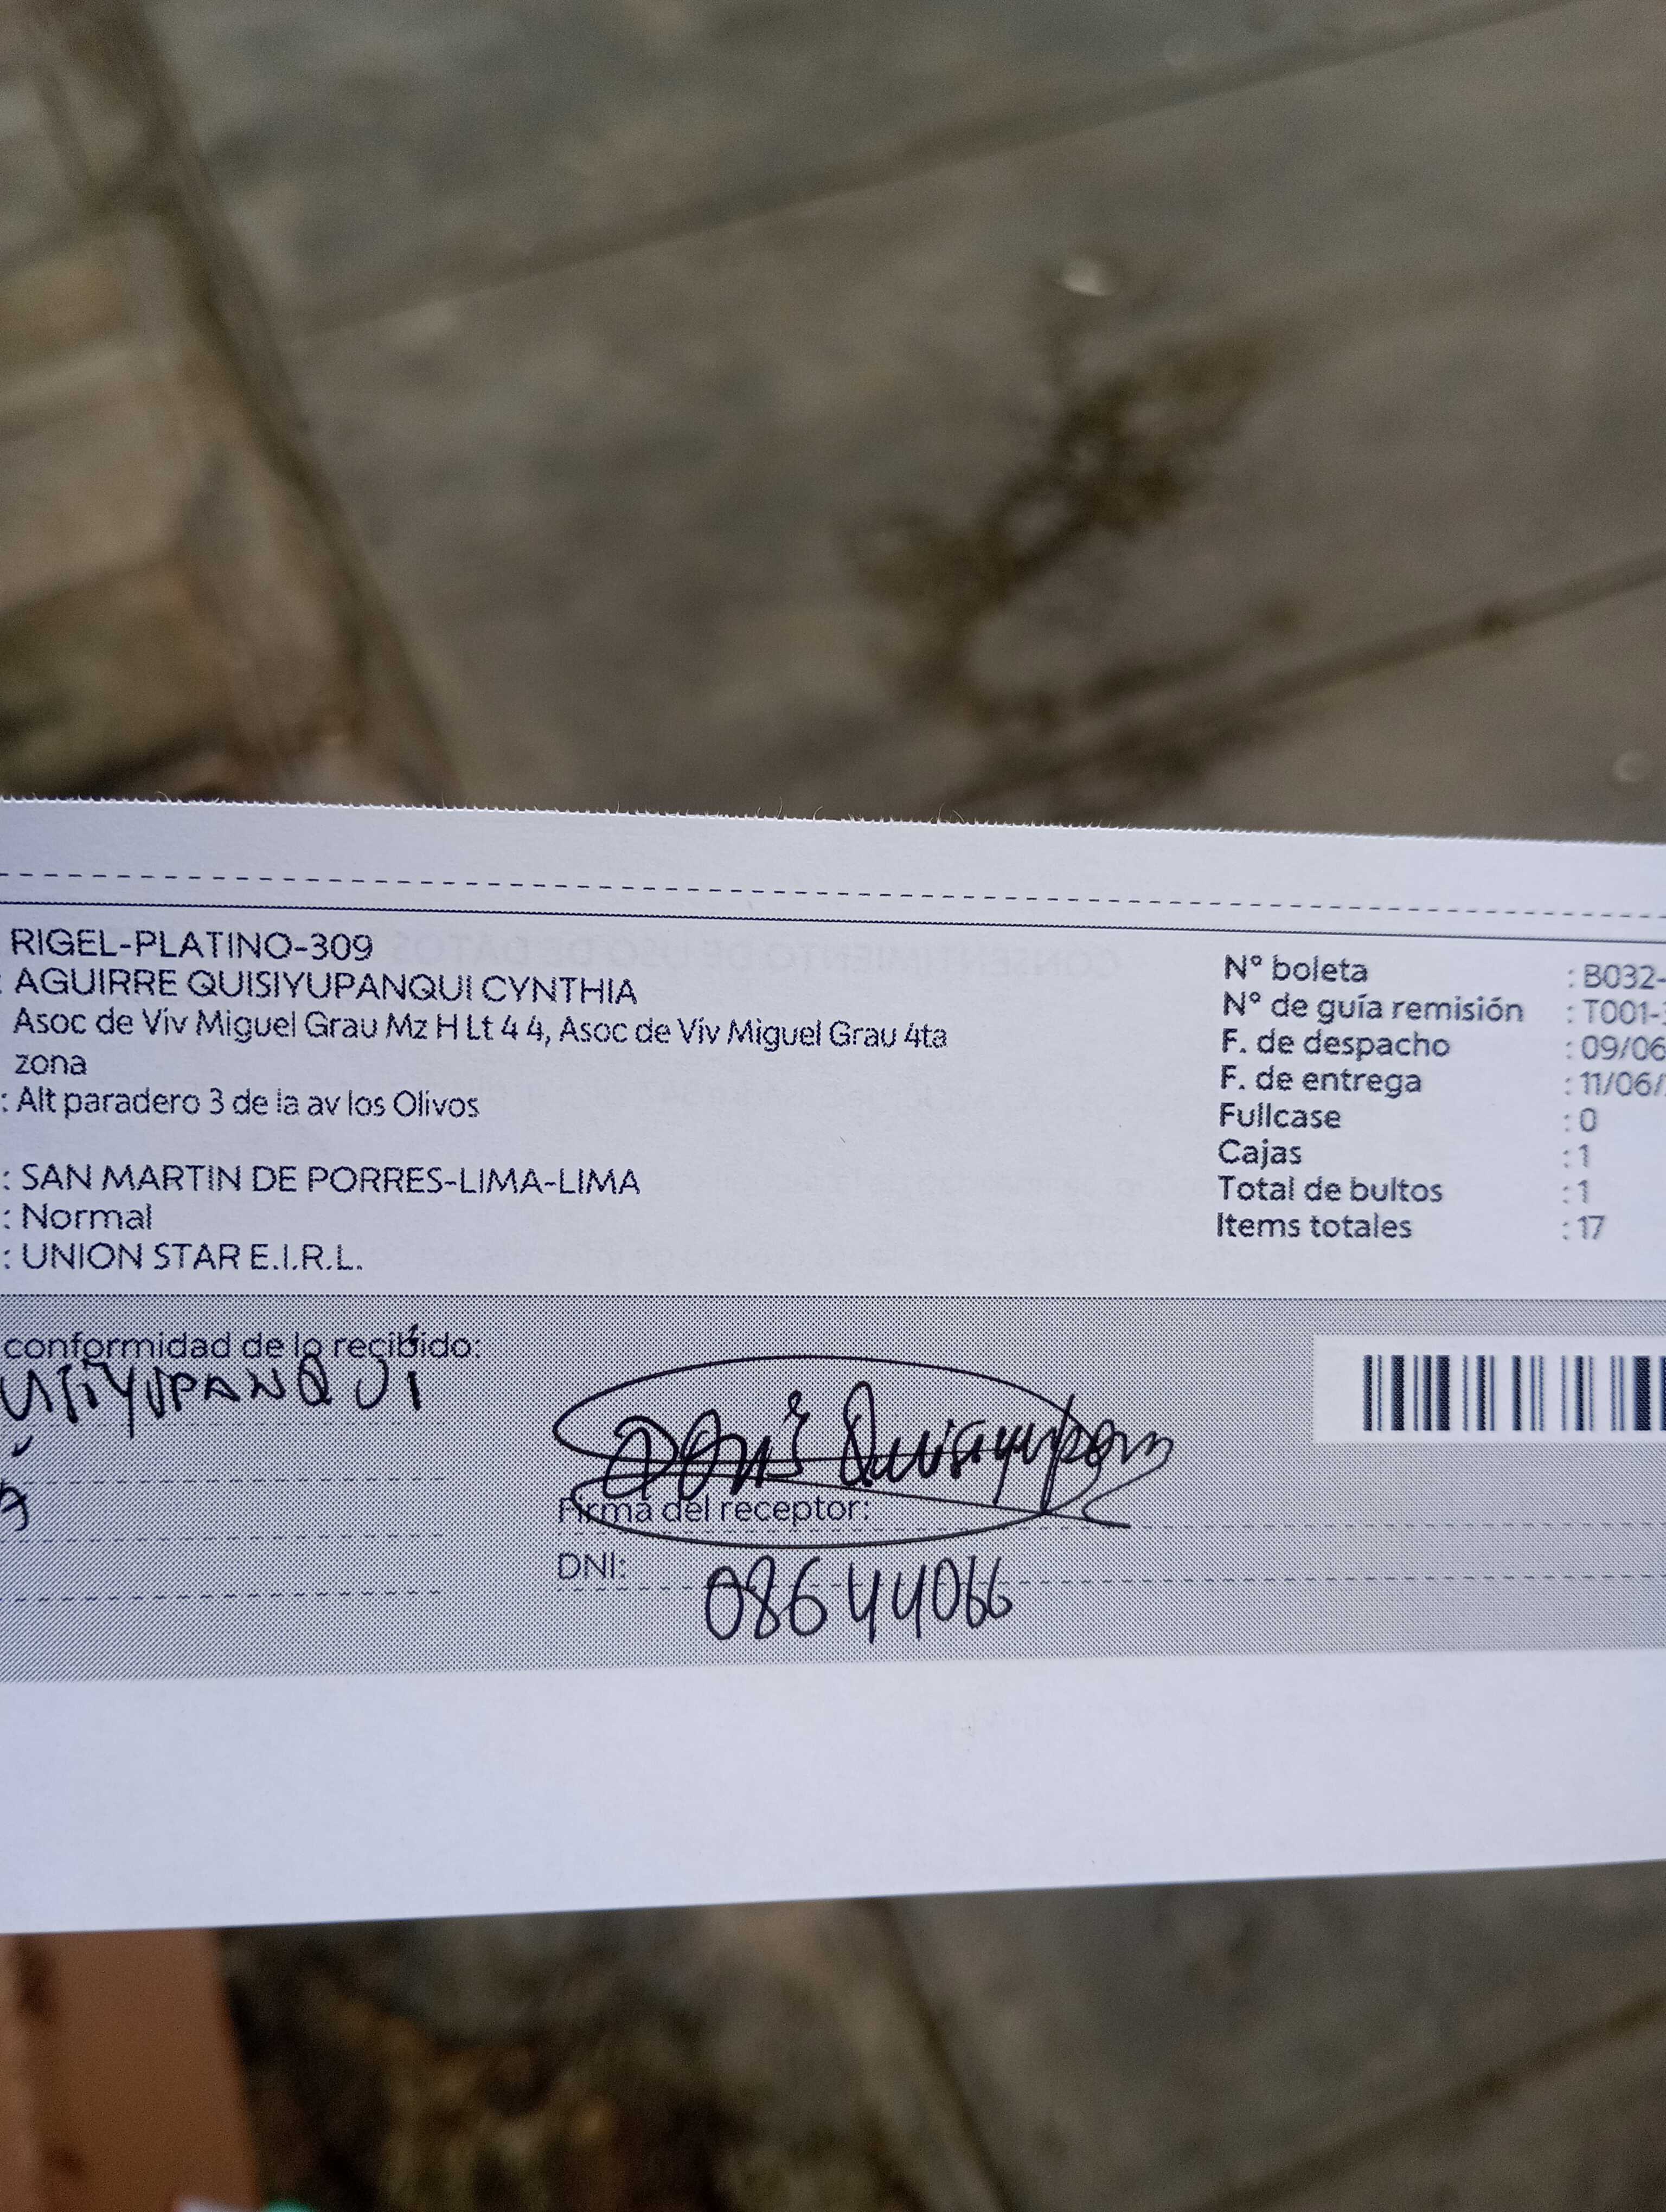 RIGEL-PLATINO-309
: AGUIRRE QUISIYUPANQUI CYNTHIA
Asoc de Viv Miguel Grau Mz H Lt 4 4, Asoc de Viv Miguel Grau 4ta
zona
: Alt paradero 3 de la av los Olivos
: SAN MARTIN DE PORRES-LIMA-LIMA
: Normal
: UNION STAR E.I.R.L.
N° boleta : B032-
N° de guía remisión : T001-
F. de despacho : 09/06
F. de entrega : 11/06/
Fullcase : 0
Cajas : 1
Total de bultos : 1
Items totales : 17
conformidad de lo recibido:
UISIYUPANQUI
Firma del receptor:
DNI: 08644066